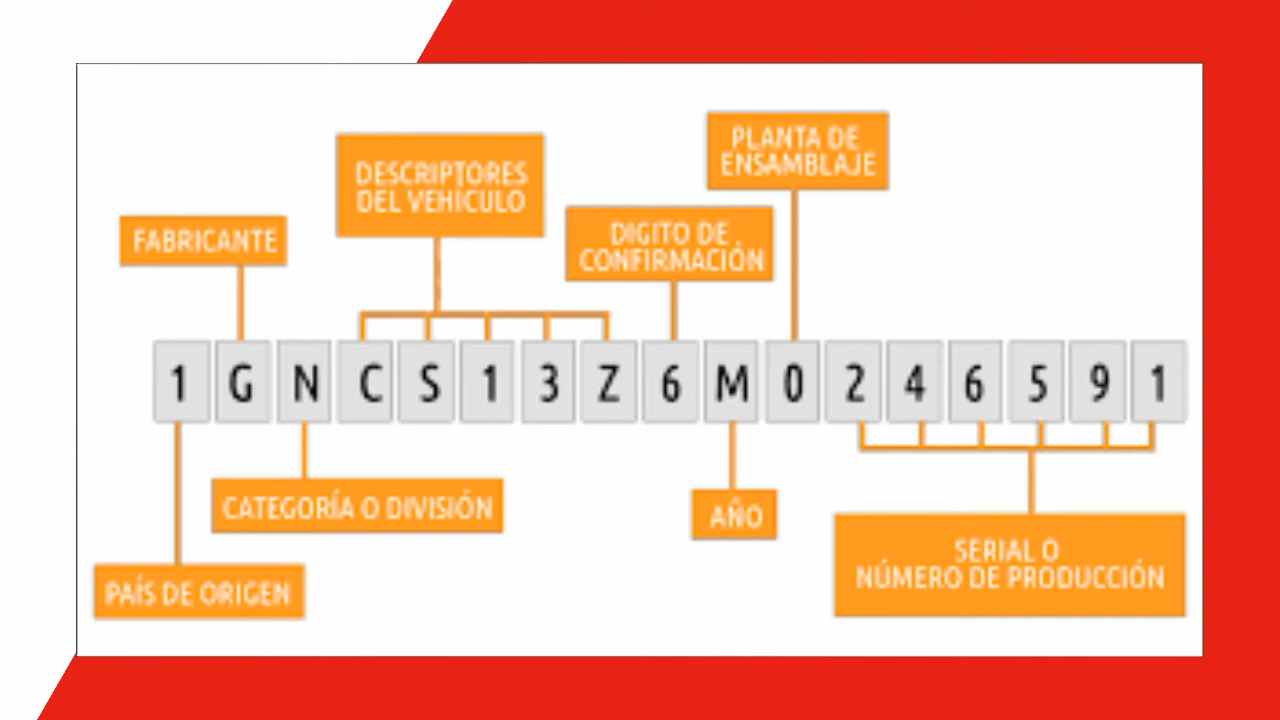 PLANTA DE
ENSAMBLAJE
DESCRIPTORES
DEL VEHICULO
FABRICANTE
DIGITO DE
CONFIRMACIÓN
1 G N C S 1 3 Z 6 M 0 2 4 6 5 9 1
CATEGORÍA O DIVISIÓN
AÑO
PAÍS DE ORIGEN
SERIAL O
NÚMERO DE PRODUCCIÓN